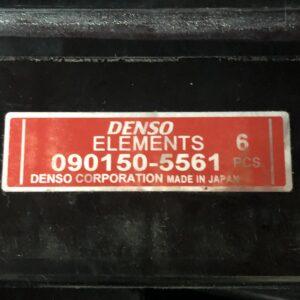 DENSO
ELEMENTS 6
090150-5561 PCS
DENSO CORPORATION MADE IN JAPAN